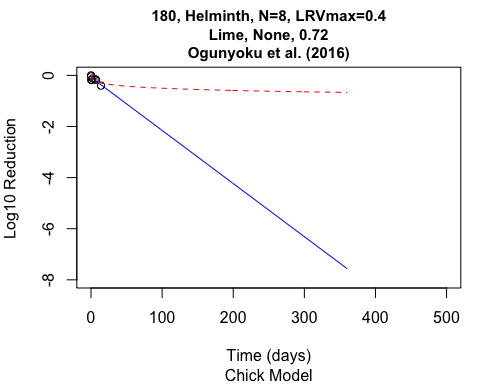 180, Helminth, N=8, LRVmax=0.4
Lime, None, 0.72
Ogunyoku et al. (2016)
Log10 Reduction
0
-2
-4
-6
-8
0 100 200 300 400 500
Time (days)
Chick Model